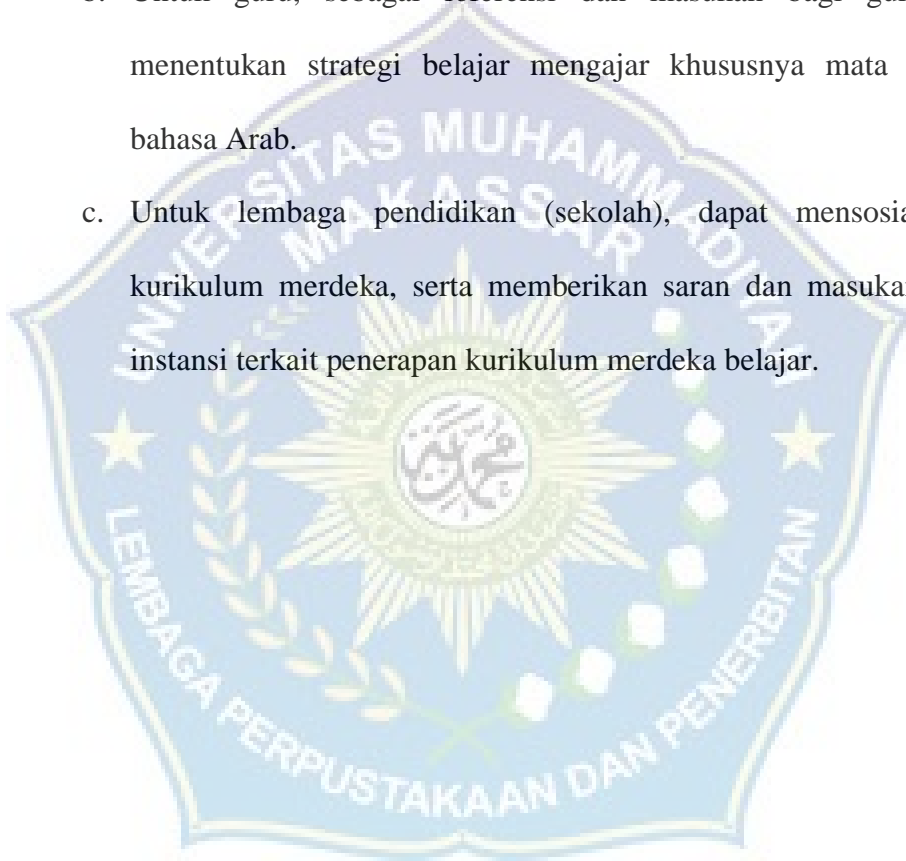 b. Untuk guru, sebagai referensi dan masukan bagi
menentukan strategi belajar mengajar khususnya mata
bahasa Arab.
c. Untuk lembaga pendidikan (sekolah), dapat mensosia
kurikulum merdeka, serta memberikan saran dan masuka
instansi terkait penerapan kurikulum merdeka belajar.
UNIVERSITAS MUHAMMADIYAH
MAKASSAR
LEMBAGA PERPUSTAKAAN DAN PENERBITAN